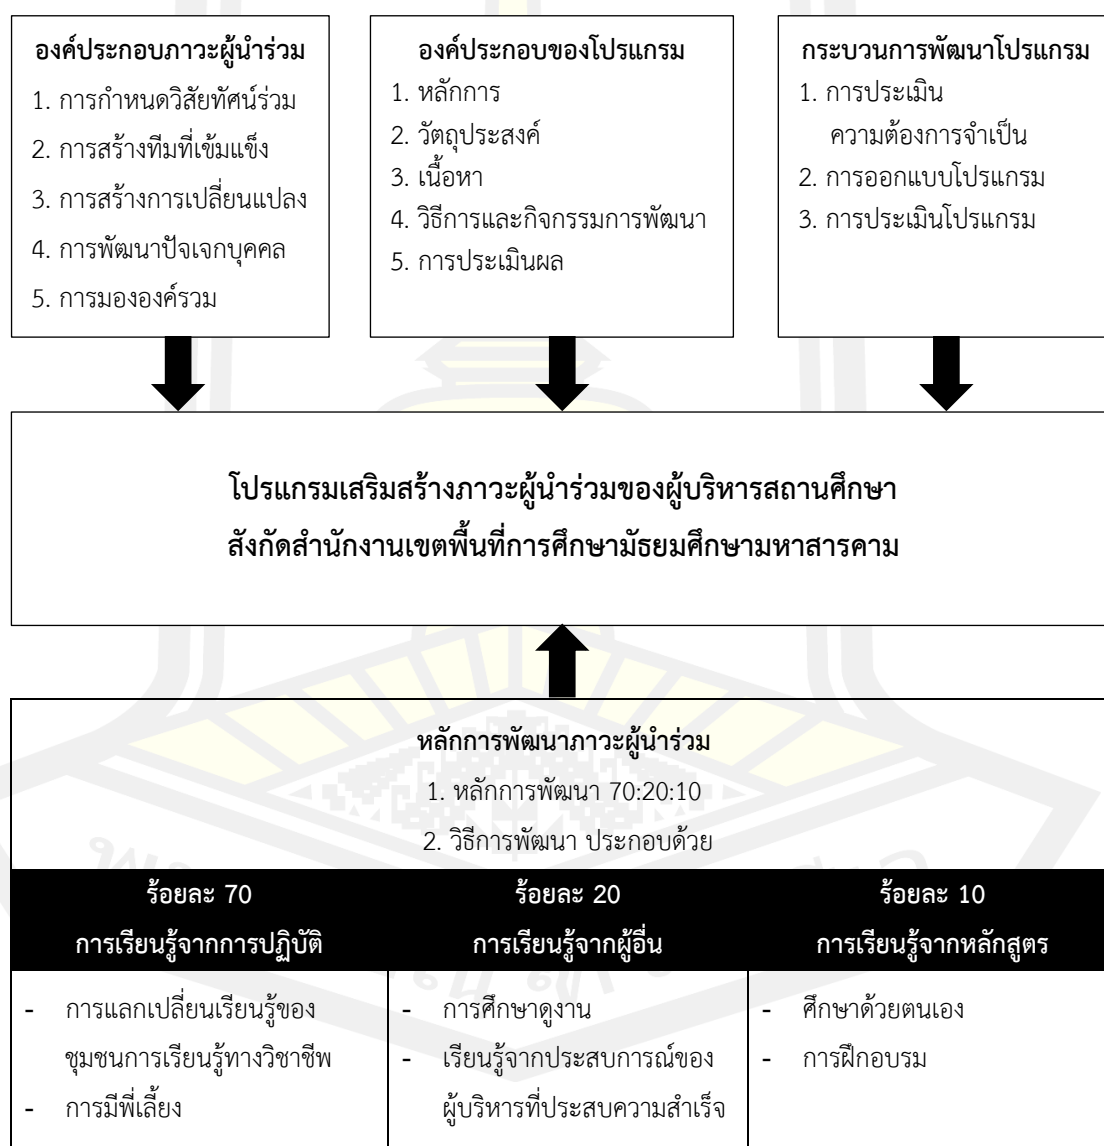 องค์ประกอบภาวะผู้นำร่วม
1. การกำหนดวิสัยทัศน์ร่วม
2. การสร้างทีมที่เข้มแข็ง
3. การสร้างการเปลี่ยนแปลง
4. การพัฒนาปัจเจกบุคคล
5. การมององค์รวม
องค์ประกอบของโปรแกรม
1. หลักการ
2. วัตถุประสงค์
3. เนื้อหา
4. วิธีการและกิจกรรมการพัฒนา
5. การประเมินผล
กระบวนการพัฒนาโปรแกรม
1. การประเมิน
ความต้องการจำเป็น
2. การออกแบบโปรแกรม
3. การประเมินโปรแกรม
โปรแกรมเสริมสร้างภาวะผู้นำร่วมของผู้บริหารสถานศึกษา
สังกัดสำนักงานเขตพื้นที่การศึกษามัธยมศึกษามหาสารคาม
หลักการพัฒนาภาวะผู้นำร่วม
1. หลักการพัฒนา 70:20:10
2. วิธีการพัฒนา ประกอบด้วย
ร้อยละ 70
การเรียนรู้จากการปฏิบัติ
- การแลกเปลี่ยนเรียนรู้ของ
ชุมชนการเรียนรู้ทางวิชาชีพ
- การมีพี่เลี้ยง
ร้อยละ 20
การเรียนรู้จากผู้อื่น
- การศึกษาดูงาน
- เรียนรู้จากประสบการณ์ของ
ผู้บริหารที่ประสบความสำเร็จ
ร้อยละ 10
การเรียนรู้จากหลักสูตร
- ศึกษาด้วยตนเอง
- การฝึกอบรม